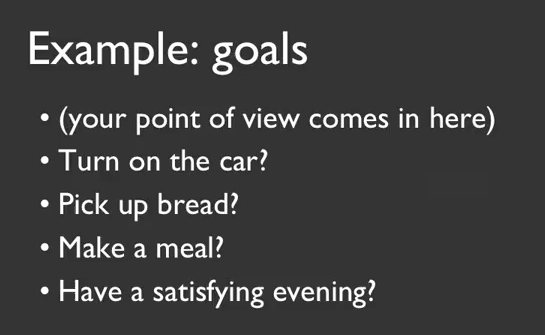 Example: goals
• (your point of view comes in here)
• Turn on the car?
• Pick up bread?
• Make a meal?
• Have a satisfying evening?